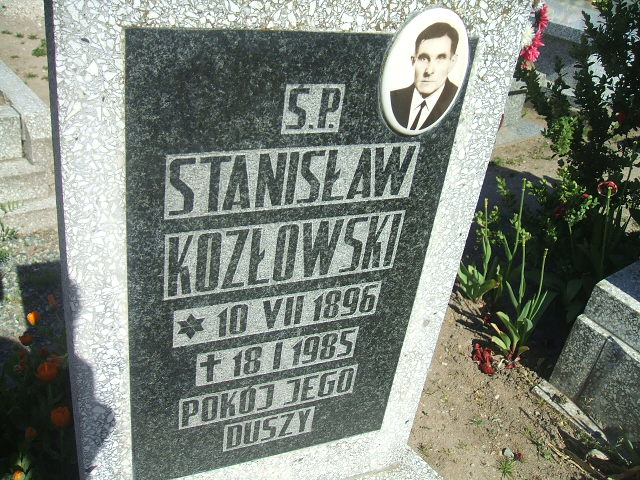 Ś.P.
STANISŁAW
KOZŁOWSKI
* 10 VII 1896
✝ 18 I 1985
POKÓJ JEGO
DUSZY